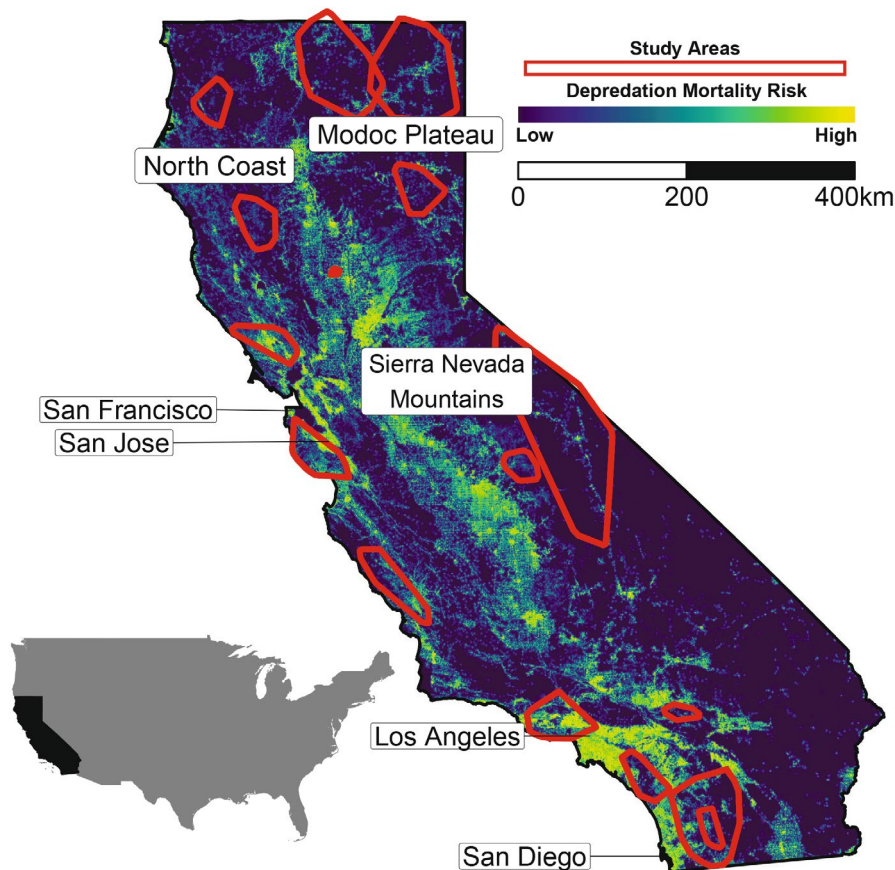 Study Areas
Depredation Mortality Risk
Low High
0 200 400km
Modoc Plateau
North Coast
Sierra Nevada
Mountains
San Francisco
San Jose
Los Angeles
San Diego